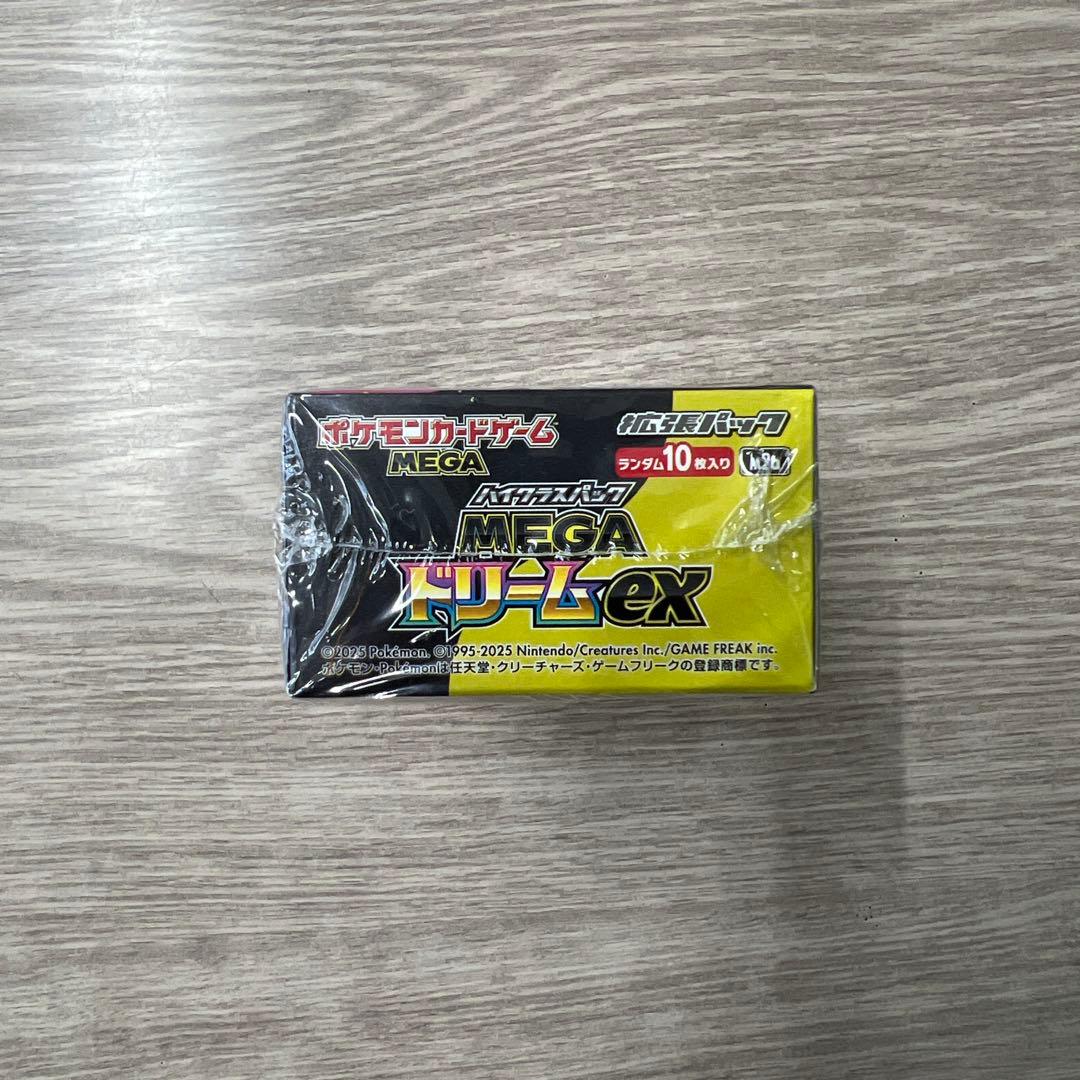 ポケモンカードゲーム
MEGA
拡張パック
ランダム10枚入り
ハイクラスパック
MEGA
ドリームex
©2025 Pokémon. ©1995-2025 Nintendo/Creatures Inc./GAME FREAK inc.
ポケモン・Pokémonは任天堂・クリーチャーズ・ゲームフリークの登録商標です。